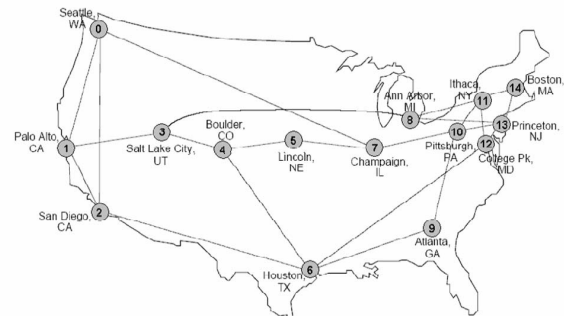 Seattle,
WA
0
Ann Arbor,
MI
8
Ithaca,
NY
11
14
Boston,
MA
Palo Alto,
CA
1
3
Salt Lake City,
UT
Boulder,
CO
4
5
Lincoln,
NE
7
Champaign,
IL
10
Pittsburgh,
PA
13
Princeton,
NJ
12
College Pk,
MD
San Diego,
CA
2
6
Houston,
TX
9
Atlanta,
GA